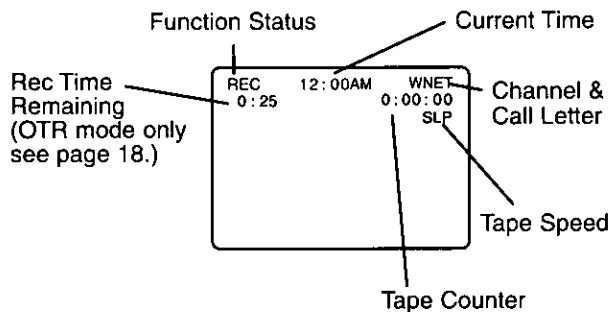 Function Status
Current Time
Rec Time
Remaining
(OTR mode only
see page 18.)
REC 12:00AM WNET
0:25 0:00:00
SLP
Channel &
Call Letter
Tape Speed
Tape Counter